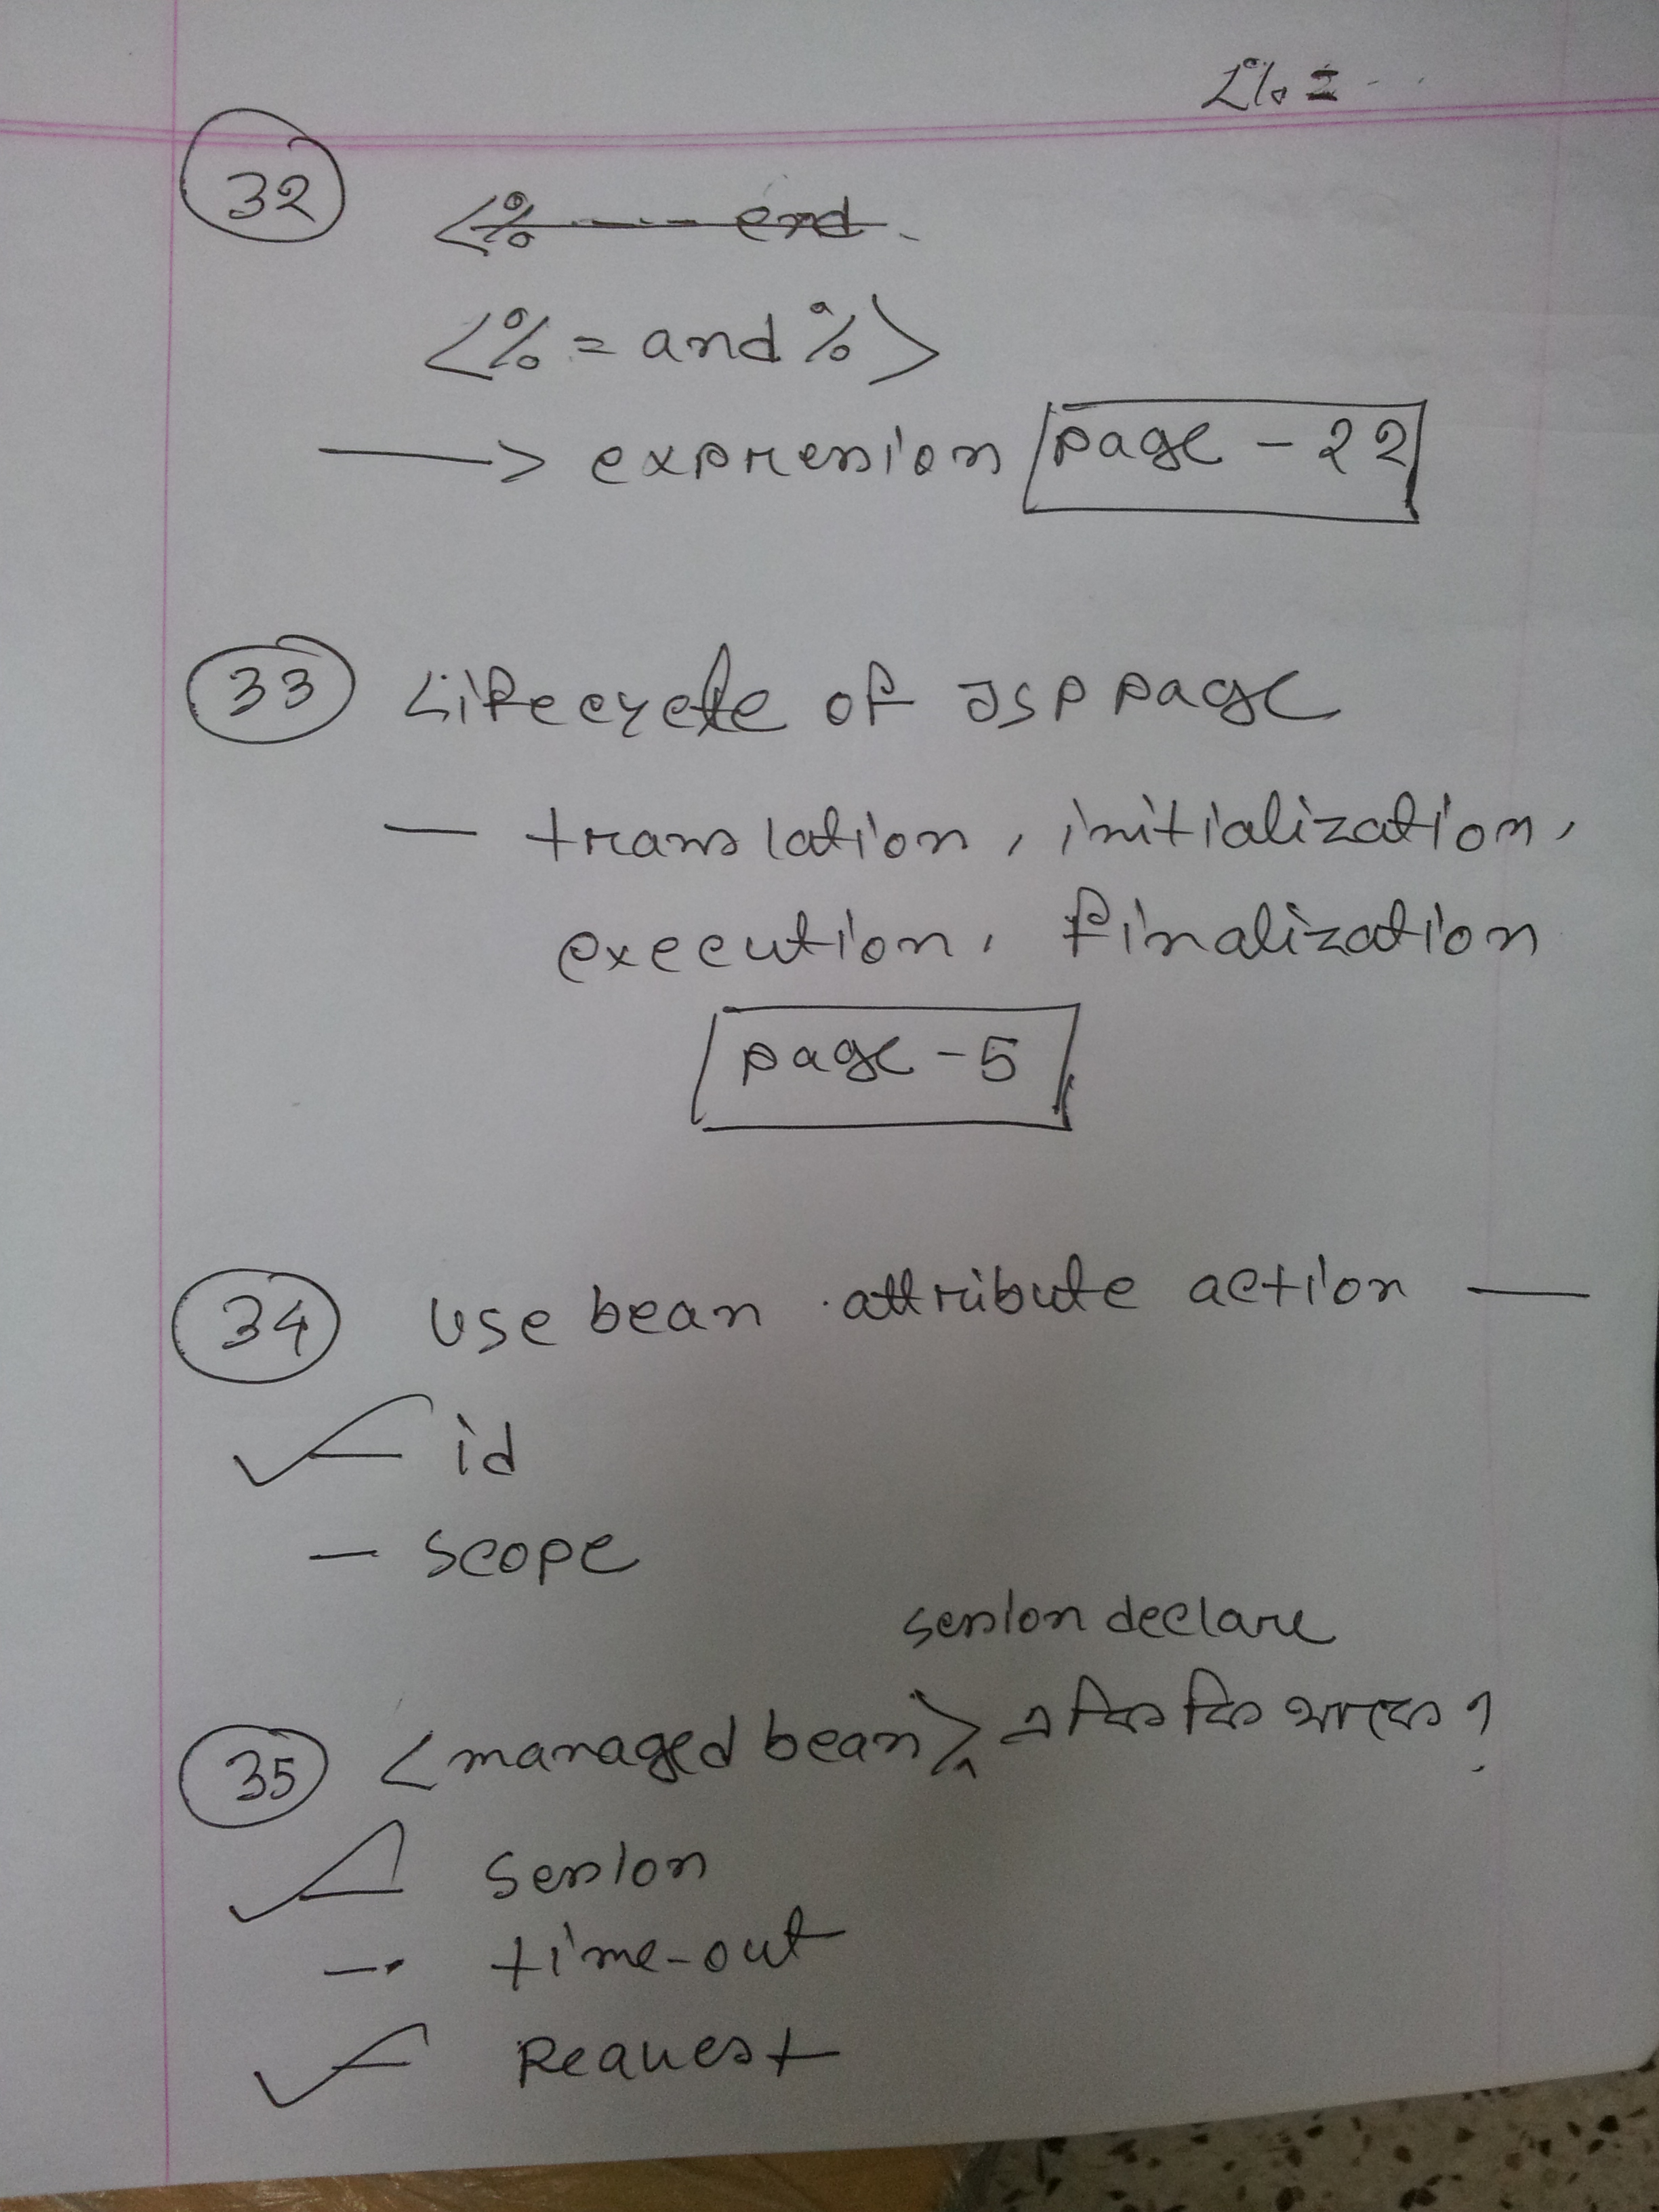 <%=
32 <% --- end
<% = and %>
→ expression page - 22
33 Lifecycle of JSP page
— translation, initialization,
execution, finalization
page - 5
34 Use bean attribute action —
✓ id
— scope
session declare
35 <managed bean> এ কি কি থাকে ?
✓ session
— time-out
✓ Request